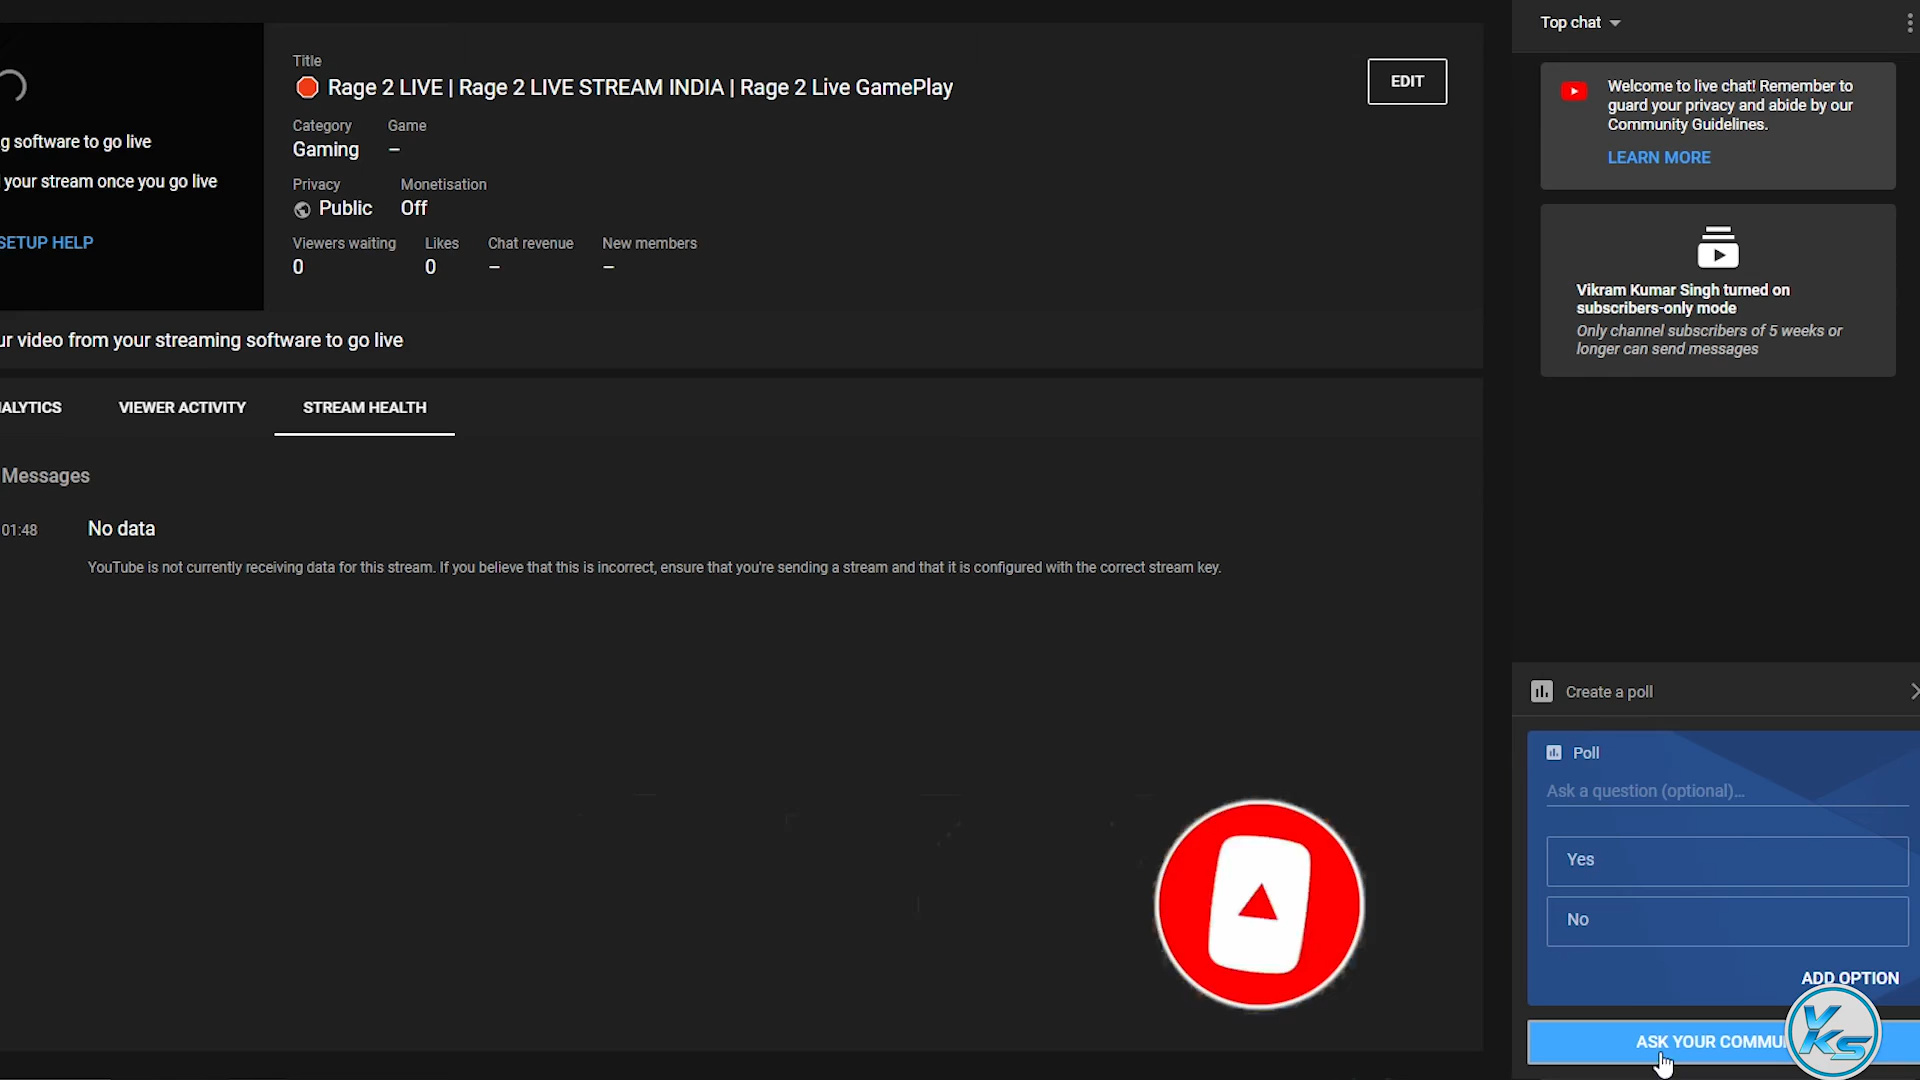 Title
Rage 2 LIVE | Rage 2 LIVE STREAM INDIA | Rage 2 Live GamePlay
EDIT
Category Game
Gaming –
Privacy Monetisation
Public Off
Viewers waiting Likes Chat revenue New members
0 0 – –
g software to go live
your stream once you go live
SETUP HELP
ur video from your streaming software to go live
ALYTICS VIEWER ACTIVITY STREAM HEALTH
Messages
01:48 No data
YouTube is not currently receiving data for this stream. If you believe that this is incorrect, ensure that you're sending a stream and that it is configured with the correct stream key.
Top chat
Welcome to live chat! Remember to
guard your privacy and abide by our
Community Guidelines.
LEARN MORE
Vikram Kumar Singh turned on
subscribers-only mode
Only channel subscribers of 5 weeks or
longer can send messages
Create a poll
Poll
Ask a question (optional)...
Yes
No
ADD OPTION
ASK YOUR COMMU
VKS